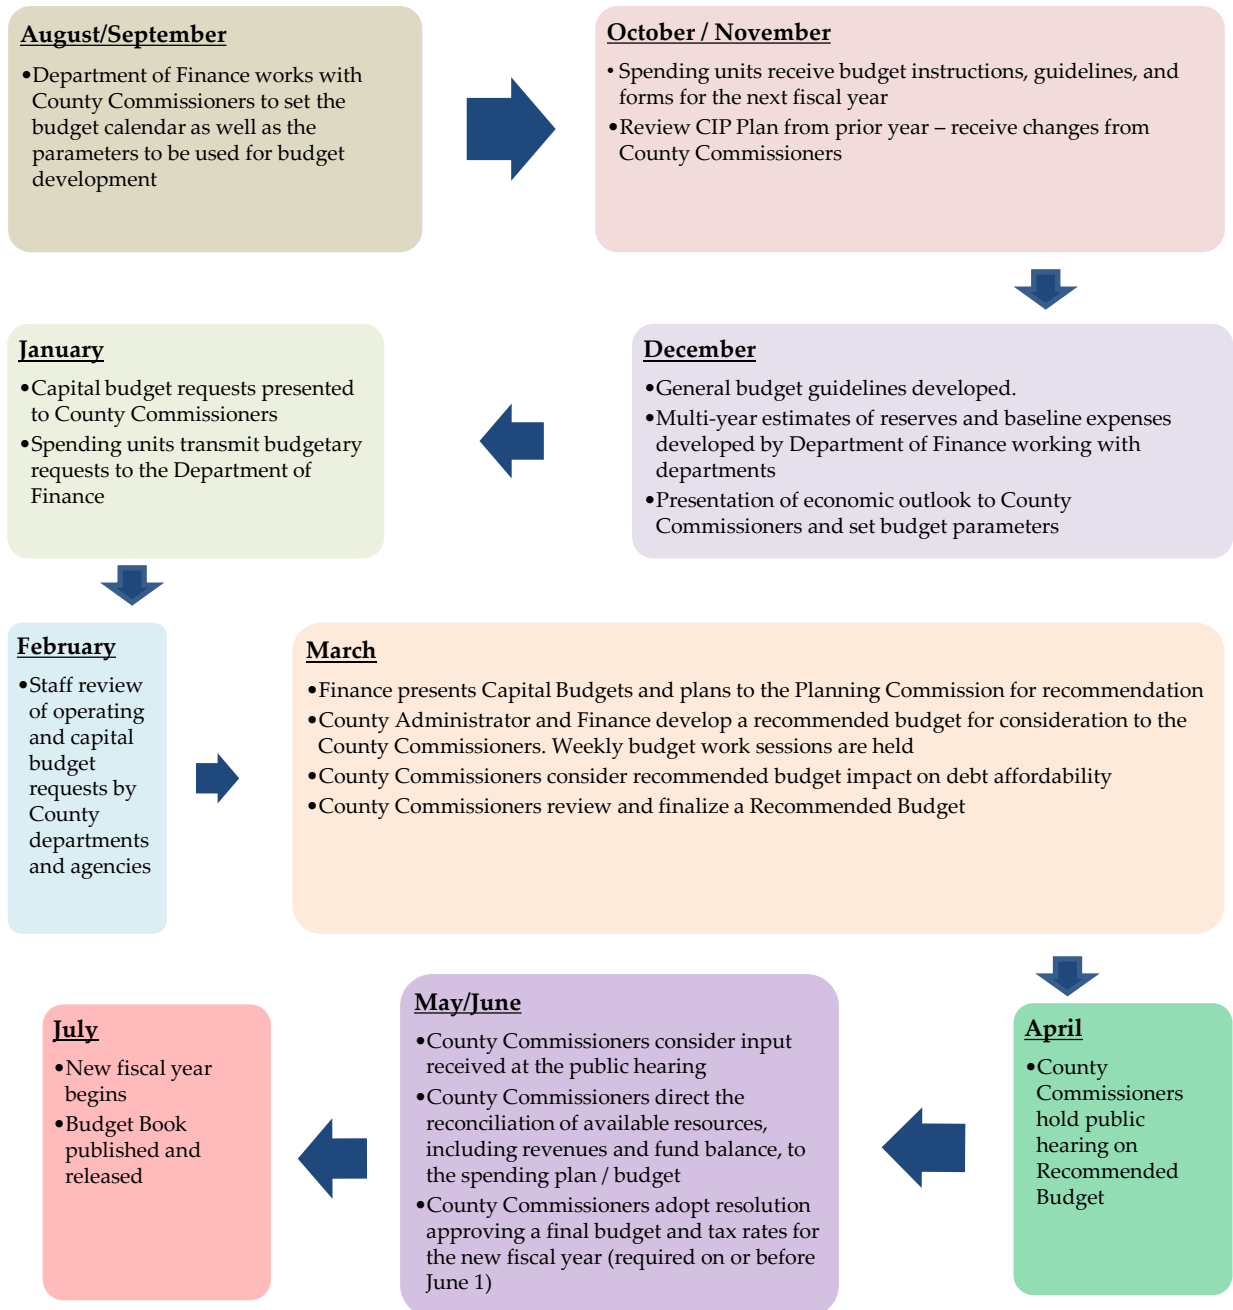 August/September
•Department of Finance works with
County Commissioners to set the
budget calendar as well as the
parameters to be used for budget
development
October / November
• Spending units receive budget instructions, guidelines, and
forms for the next fiscal year
•Review CIP Plan from prior year – receive changes from
County Commissioners
December
•General budget guidelines developed.
•Multi-year estimates of reserves and baseline expenses
developed by Department of Finance working with
departments
•Presentation of economic outlook to County
Commissioners and set budget parameters
January
•Capital budget requests presented
to County Commissioners
•Spending units transmit budgetary
requests to the Department of
Finance
February
•Staff review
of operating
and capital
budget
requests by
County
departments
and agencies
March
•Finance presents Capital Budgets and plans to the Planning Commission for recommendation
•County Administrator and Finance develop a recommended budget for consideration to the
County Commissioners. Weekly budget work sessions are held
•County Commissioners consider recommended budget impact on debt affordability
•County Commissioners review and finalize a Recommended Budget
April
•County
Commissioners
hold public
hearing on
Recommended
Budget
May/June
•County Commissioners consider input
received at the public hearing
•County Commissioners direct the
reconciliation of available resources,
including revenues and fund balance, to
the spending plan / budget
•County Commissioners adopt resolution
approving a final budget and tax rates for
the new fiscal year (required on or before
June 1)
July
•New fiscal year
begins
•Budget Book
published and
released